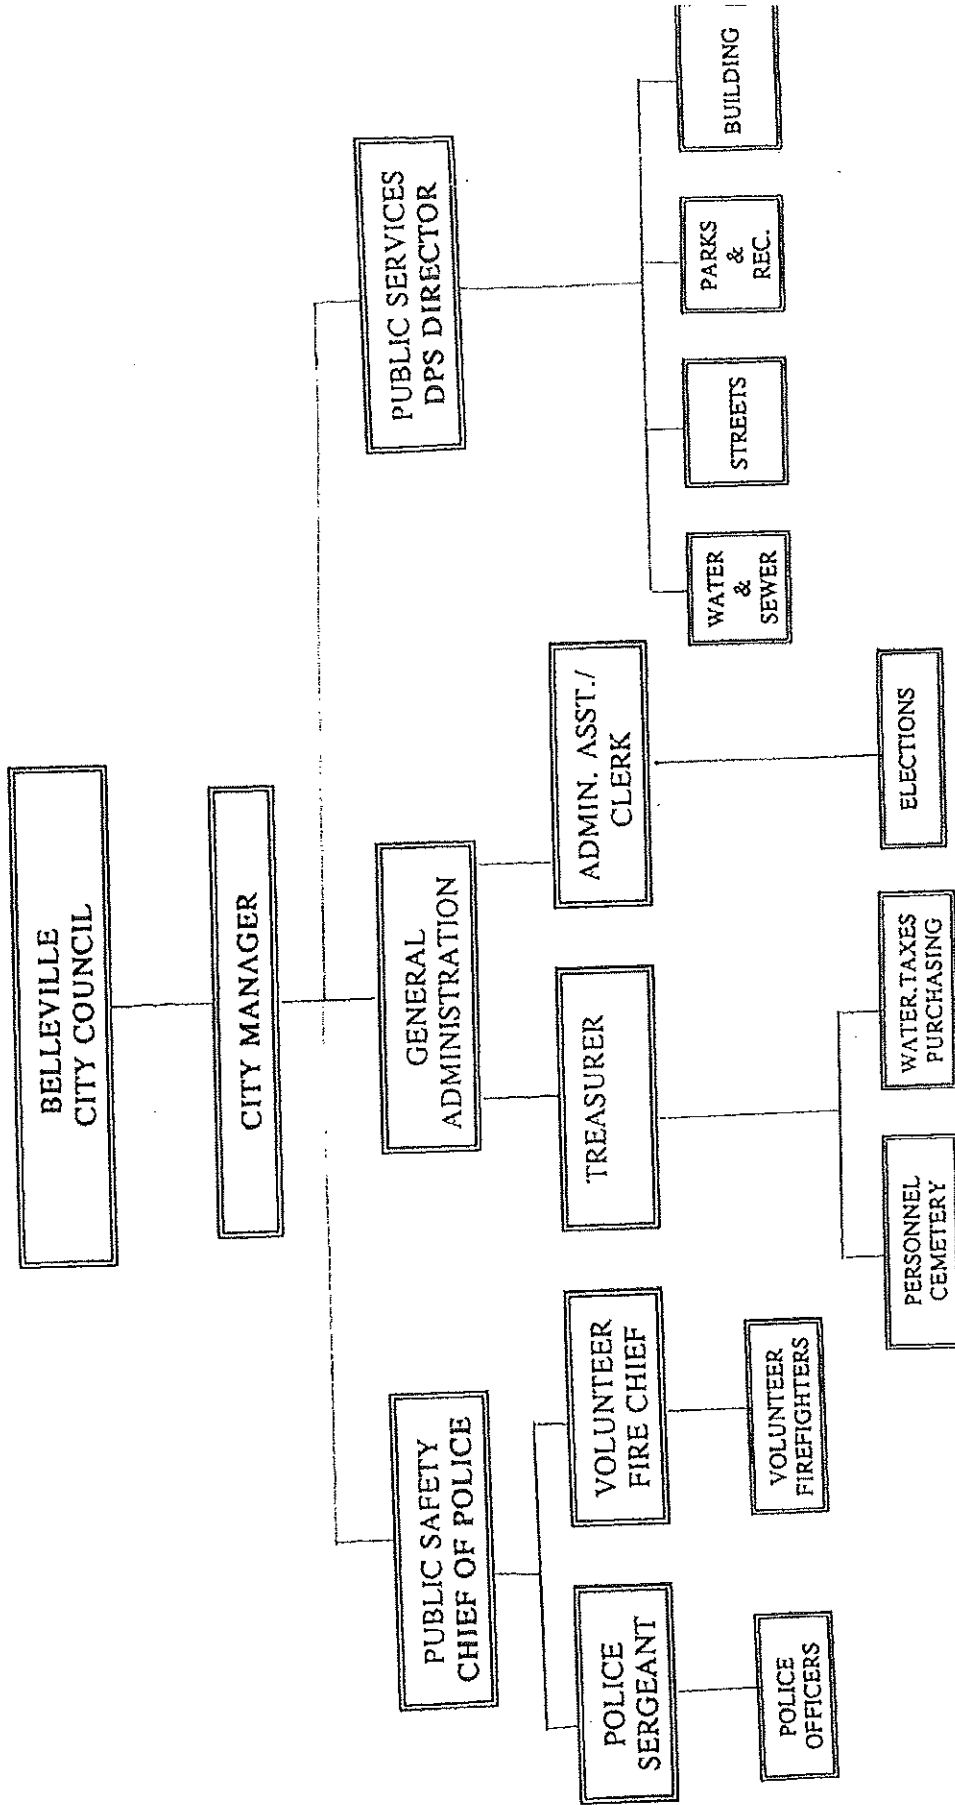 BELLEVILLE
CITY COUNCIL
CITY MANAGER
PUBLIC SAFETY
CHIEF OF POLICE
GENERAL
ADMINISTRATION
PUBLIC SERVICES
DPS DIRECTOR
POLICE
SERGEANT
VOLUNTEER
FIRE CHIEF
TREASURER
ADMIN. ASST./
CLERK
WATER
&
SEWER
STREETS
PARKS
&
REC.
BUILDING
POLICE
OFFICERS
VOLUNTEER
FIREFIGHTERS
PERSONNEL
CEMETERY
WATER.TAXES
PURCHASING
ELECTIONS